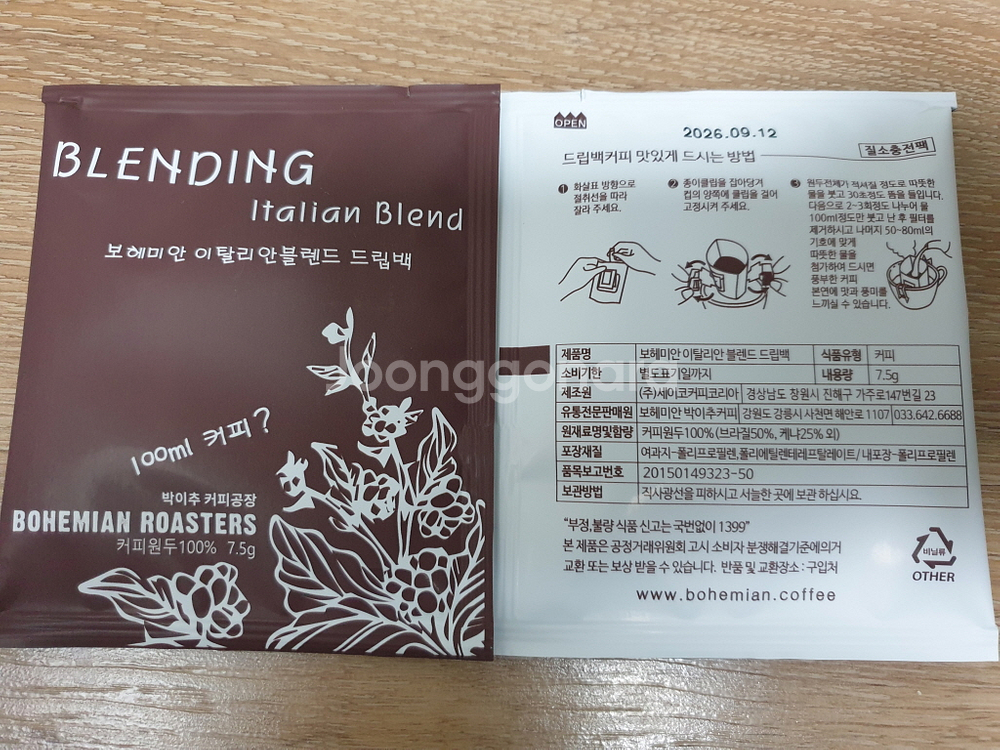 BLENDING
Italian Blend
보헤미안 이탈리안블렌드 드립백
100ml 커피?
박이추 커피공장
BOHEMIAN ROASTERS
커피원두100% 7.5g
OPEN
2026.09.12
드립백커피 맛있게 드시는 방법
질소충전팩
1 화살표 방향으로
절취선을 따라
잘라 주세요.
2 종이클립을 잡아당겨
컵의 양쪽에 클립을 걸어
고정시켜 주세요.
3 원두전체가 적셔질 정도로 따뜻한
물을 붓고 30초정도 뜸을 들입니다.
다음으로 2~3회정도 나누어 물
100ml정도만 붓고 난 후 필터를
제거하시고 나머지 50~80ml의
기호에 맞게
따뜻한 물을
첨가하여 드시면
풍부한 커피
본연에 맛과 풍미를
느끼실 수 있습니다.
제품명 보헤미안 이탈리안 블렌드 드립백 식품유형 커피
소비기한 별도표기일까지 내용량 7.5g
제조원 (주)세이코커피코리아 경상남도 창원시 진해구 가주로147번길 23
유통전문판매원 보헤미안 박이추커피 강원도 강릉시 사천면 해안로 1107 033.642.6688
원재료명및함량 커피원두100% (브라질50%, 케냐25% 외)
포장재질 여과지-폴리프로필렌,폴리에틸렌테레프탈레이트/ 내포장-폴리프로필렌
품목보고번호 20150149323-50
보관방법 직사광선을 피하시고 서늘한 곳에 보관 하십시요.
"부정,불량 식품 신고는 국번없이 1399"
본 제품은 공정거래위원회 고시 소비자 분쟁해결기준에의거
교환 또는 보상 받을 수 있습니다. 반품 및 교환장소 : 구입처
www.bohemian.coffee
비닐류
OTHER